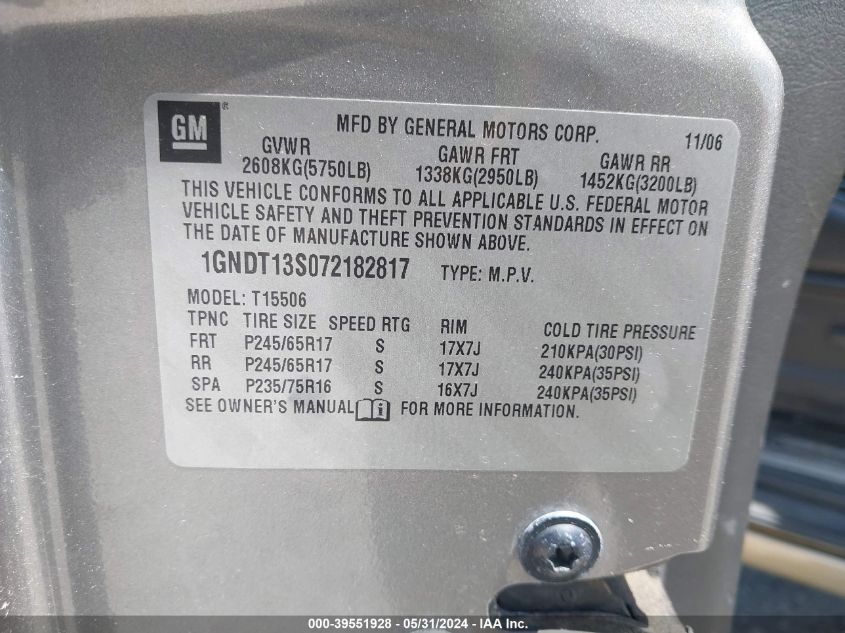 GM ®
MFD BY GENERAL MOTORS CORP. 11/06
GVWR GAWR FRT GAWR RR
2608KG(5750LB) 1338KG(2950LB) 1452KG(3200LB)
THIS VEHICLE CONFORMS TO ALL APPLICABLE U.S. FEDERAL MOTOR
VEHICLE SAFETY AND THEFT PREVENTION STANDARDS IN EFFECT ON
THE DATE OF MANUFACTURE SHOWN ABOVE.
1GNDT13S072182817 TYPE: M.P.V.
MODEL: T15506
TPNC TIRE SIZE SPEED RTG RIM COLD TIRE PRESSURE
FRT P245/65R17 S 17X7J 210KPA(30PSI)
RR P245/65R17 S 17X7J 240KPA(35PSI)
SPA P235/75R16 S 16X7J 240KPA(35PSI)
SEE OWNER'S MANUAL i FOR MORE INFORMATION.
000-39551928 - 05/31/2024 - IAA Inc.